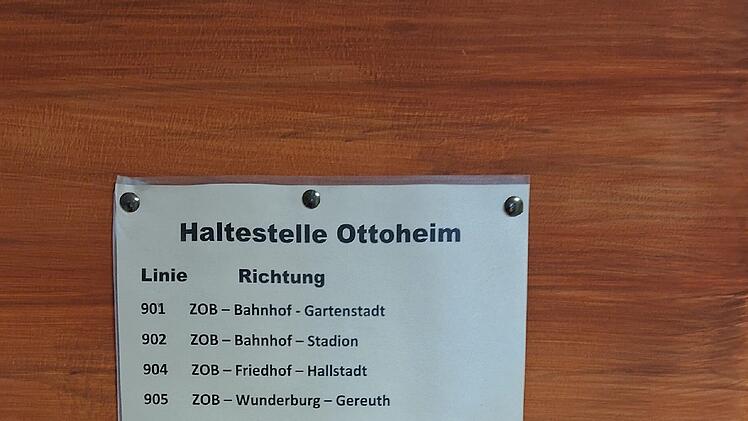 Haltestelle Ottoheim
Linie Richtung
901 ZOB – Bahnhof - Gartenstadt
902 ZOB – Bahnhof – Stadion
904 ZOB – Friedhof – Hallstadt
905 ZOB – Wunderburg – Gereuth